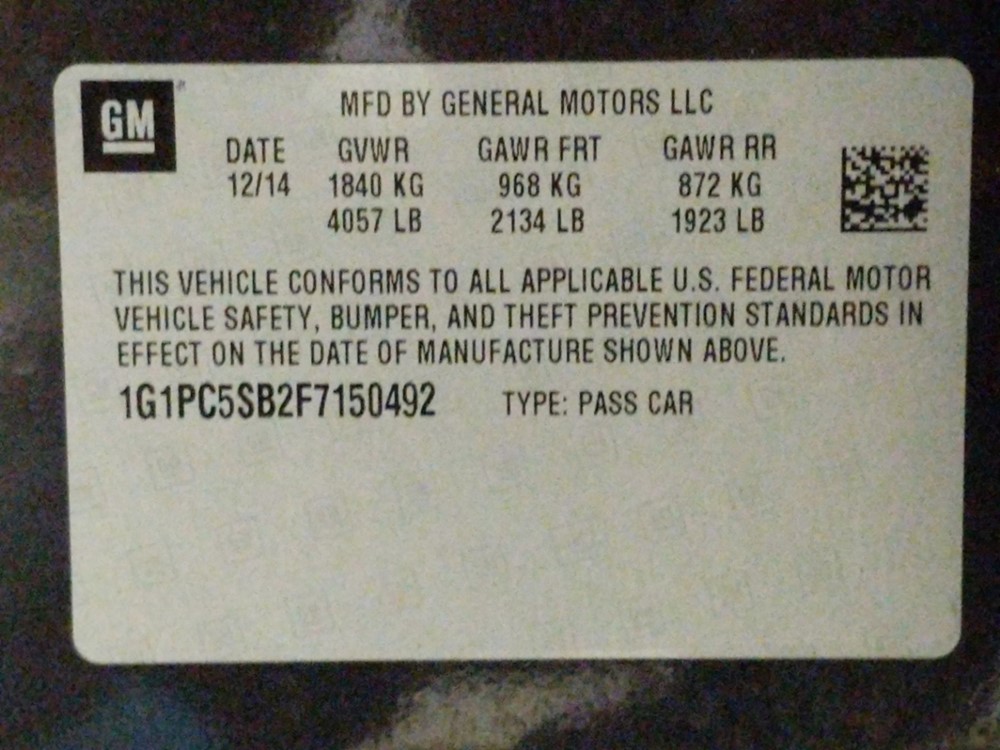 GM
MFD BY GENERAL MOTORS LLC
DATE GVWR GAWR FRT GAWR RR
12/14 1840 KG 968 KG 872 KG
4057 LB 2134 LB 1923 LB
THIS VEHICLE CONFORMS TO ALL APPLICABLE U.S. FEDERAL MOTOR
VEHICLE SAFETY, BUMPER, AND THEFT PREVENTION STANDARDS IN
EFFECT ON THE DATE OF MANUFACTURE SHOWN ABOVE.
1G1PC5SB2F7150492 TYPE: PASS CAR